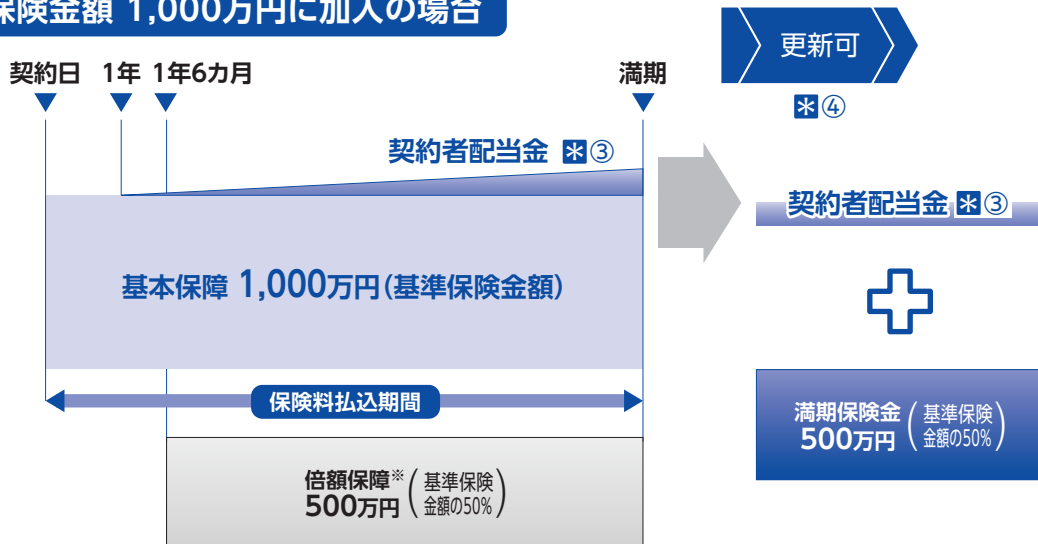 保険金額 1,000万円に加入の場合
契約日 1年 1年6カ月 満期
更新可
*④
契約者配当金 *③
契約者配当金 *③
基本保障 1,000万円(基準保険金額)
保険料払込期間
満期保険金
500万円
(基準保険
金額の50%)
倍額保障※
500万円
(基準保険
金額の50%)